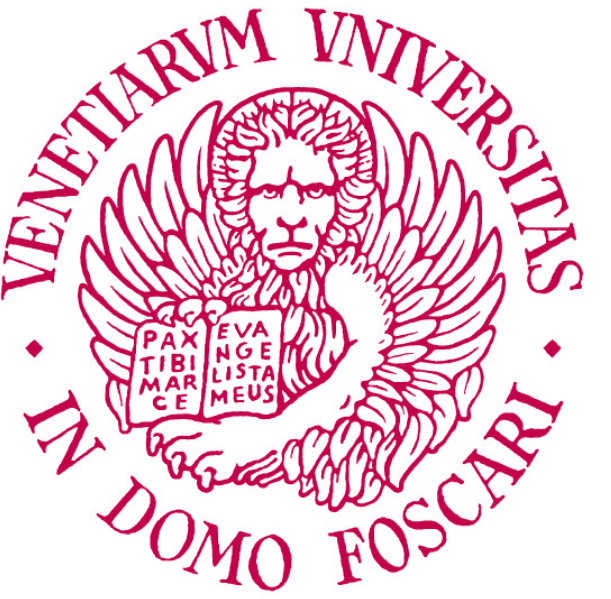 VENETIARVM VNIVERSITAS
PAX
TIBI
MAR
CE
EVA
NGE
LISTA
MEUS
· IN DOMO FOSCARI ·